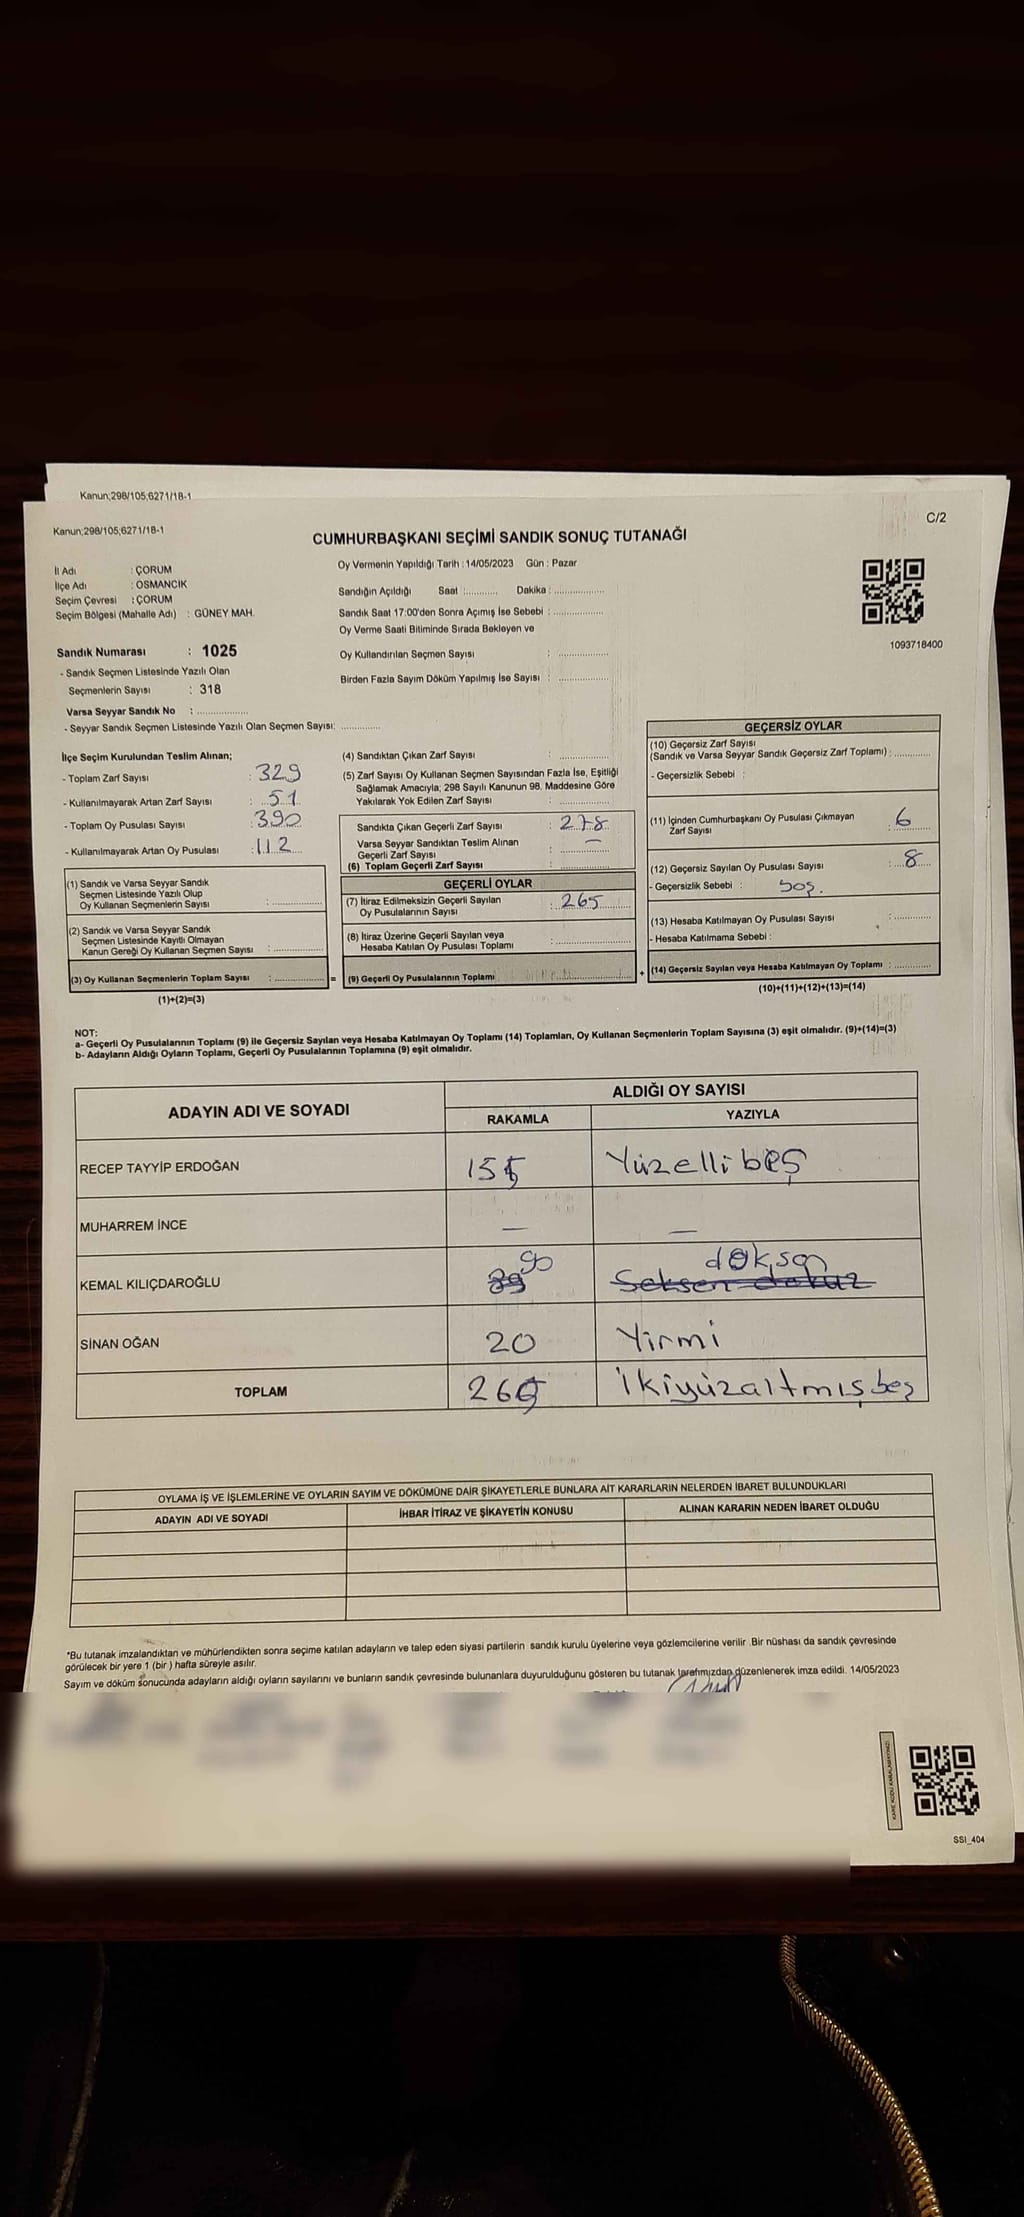 Kanun;298/105;6271/18-1
Kanun;298/105;6271/18-1
C/2
CUMHURBAŞKANI SEÇİMİ SANDIK SONUÇ TUTANAĞI
Oy Vermenin Yapıldığı Tarih : 14/05/2023 Gün : Pazar
İl Adı : ÇORUM
İlçe Adı : OSMANCIK
Seçim Çevresi : ÇORUM
Seçim Bölgesi (Mahalle Adı) : GÜNEY MAH.
Sandığın Açıldığı Saat :........... Dakika :..................
Sandık Saat 17:00'den Sonra Açımış İse Sebebi :..................
Oy Verme Saati Bitiminde Sırada Bekleyen ve
Oy Kullandırılan Seçmen Sayısı :..................
Birden Fazla Sayım Döküm Yapılmış İse Sayısı :..................
1093718400
Sandık Numarası : 1025
- Sandık Seçmen Listesinde Yazılı Olan
Seçmenlerin Sayısı : 318
Varsa Seyyar Sandık No :..................
- Seyyar Sandık Seçmen Listesinde Yazılı Olan Seçmen Sayısı: .............
İlçe Seçim Kurulundan Teslim Alınan;
- Toplam Zarf Sayısı : 329
- Kullanılmayarak Artan Zarf Sayısı : 51
- Toplam Oy Pusulası Sayısı : 390
- Kullanılmayarak Artan Oy Pusulası : 112
(1) Sandık ve Varsa Seyyar Sandık
Seçmen Listesinde Yazılı Olup
Oy Kullanan Seçmenlerin Sayısı :..................
(2) Sandık ve Varsa Seyyar Sandık
Seçmen Listesinde Kayıtlı Olmayan
Kanun Gereği Oy Kullanan Seçmen Sayısı :..................
(3) Oy Kullanan Seçmenlerin Toplam Sayısı :..................
(1)+(2)=(3)
(4) Sandıktan Çıkan Zarf Sayısı :..................
(5) Zarf Sayısı Oy Kullanan Seçmen Sayısından Fazla İse, Eşitliği
Sağlamak Amacıyla; 298 Sayılı Kanunun 98. Maddesine Göre
Yakılarak Yok Edilen Zarf Sayısı :..................
Sandıkta Çıkan Geçerli Zarf Sayısı : 278
Varsa Seyyar Sandıktan Teslim Alınan
Geçerli Zarf Sayısı : —
(6) Toplam Geçerli Zarf Sayısı :..................
GEÇERLİ OYLAR
(7) İtiraz Edilmeksizin Geçerli Sayılan
Oy Pusulalarının Sayısı : 265
(8) İtiraz Üzerine Geçerli Sayılan veya
Hesaba Katılan Oy Pusulası Toplamı :..................
= (9) Geçerli Oy Pusulalarının Toplamı
GEÇERSİZ OYLAR
(10) Geçersiz Zarf Sayısı
(Sandık ve Varsa Seyyar Sandık Geçersiz Zarf Toplamı) :............
- Geçersizlik Sebebi :
(11) İçinden Cumhurbaşkanı Oy Pusulası Çıkmayan
Zarf Sayısı : 6
(12) Geçersiz Sayılan Oy Pusulası Sayısı : 8
- Geçersizlik Sebebi : boş.
(13) Hesaba Katılmayan Oy Pusulası Sayısı :............
- Hesaba Katılmama Sebebi :
+ (14) Geçersiz Sayılan veya Hesaba Katılmayan Oy Toplamı :............
(10)+(11)+(12)+(13)=(14)
NOT:
a- Geçerli Oy Pusulalarının Toplamı (9) ile Geçersiz Sayılan veya Hesaba Katılmayan Oy Toplamı (14) Toplamları, Oy Kullanan Seçmenlerin Toplam Sayısına (3) eşit olmalıdır. (9)+(14)=(3)
b- Adayların Aldığı Oyların Toplamı, Geçerli Oy Pusulalarının Toplamına (9) eşit olmalıdır.
ADAYIN ADI VE SOYADI ALDIĞI OY SAYISI
RAKAMLA YAZIYLA
RECEP TAYYİP ERDOĞAN 155 Yüzelli beş
MUHARREM İNCE — —
90 doksan
KEMAL KILIÇDAROĞLU 89 Seksen dokuz
SİNAN OĞAN 20 Yirmi
TOPLAM 265 İkiyüzaltmış beş
OYLAMA İŞ VE İŞLEMLERİNE VE OYLARIN SAYIM VE DÖKÜMÜNE DAİR ŞİKAYETLERLE BUNLARA AİT KARARLARIN NELERDEN İBARET BULUNDUKLARI
ADAYIN ADI VE SOYADI İHBAR İTİRAZ VE ŞİKAYETİN KONUSU ALINAN KARARIN NEDEN İBARET OLDUĞU
*Bu tutanak imzalandıktan ve mühürlendikten sonra seçime katılan adayların ve talep eden siyasi partilerin sandık kurulu üyelerine veya gözlemcilerine verilir .Bir nüshası da sandık çevresinde
görülecek bir yere 1 (bir ) hafta süreyle asılır.
Sayım ve döküm sonucunda adayların aldığı oyların sayılarını ve bunların sandık çevresinde bulunanlara duyurulduğunu gösteren bu tutanak tarafımızdan düzenlenerek imza edildi. 14/05/2023
KARE KODU KARALAMAYINIZ!
SSİ_404